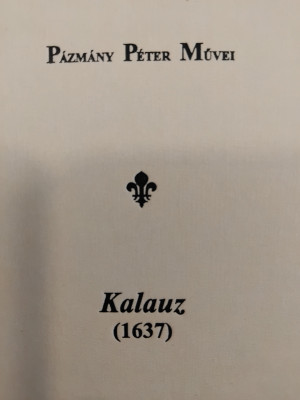 Pázmány Péter Művei
Kalauz
(1637)